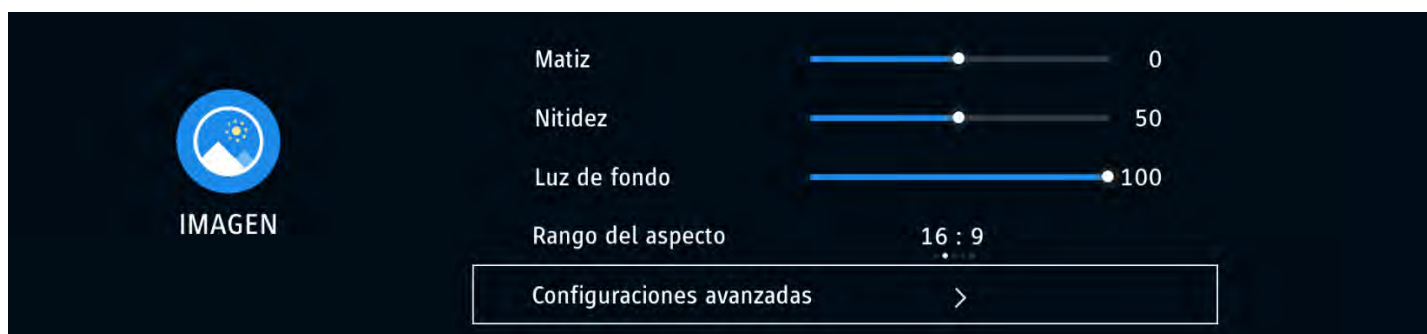 Matiz 0
Nitidez 50
Luz de fondo 100
IMAGEN
Rango del aspecto 16 : 9
Configuraciones avanzadas >